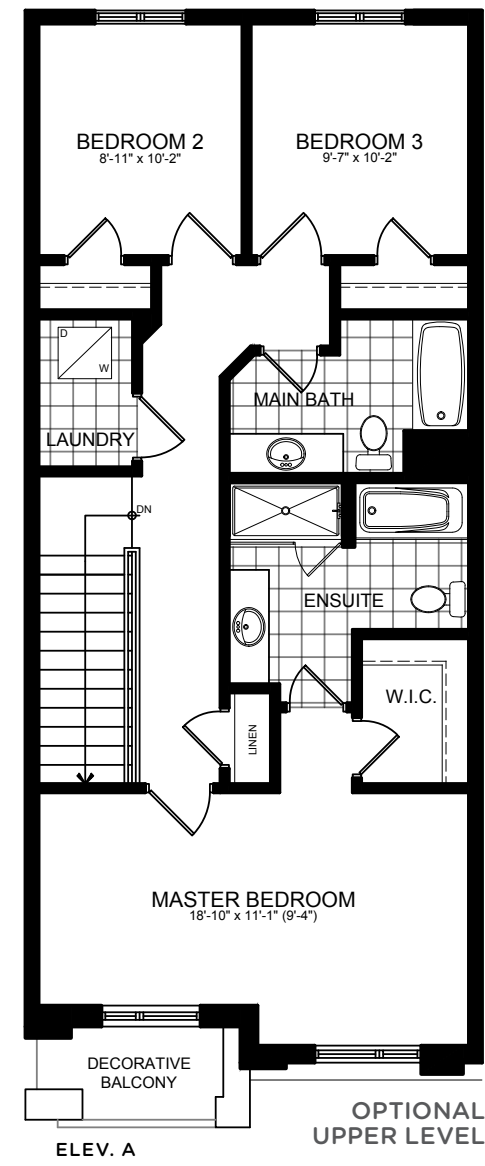 BEDROOM 2
8'-11" x 10'-2"
BEDROOM 3
9'-7" x 10'-2"
D
W
LAUNDRY
MAIN BATH
DN
ENSUITE
W.I.C.
LINEN
MASTER BEDROOM
18'-10" x 11'-1" (9'-4")
DECORATIVE
BALCONY
OPTIONAL
UPPER LEVEL
ELEV. A